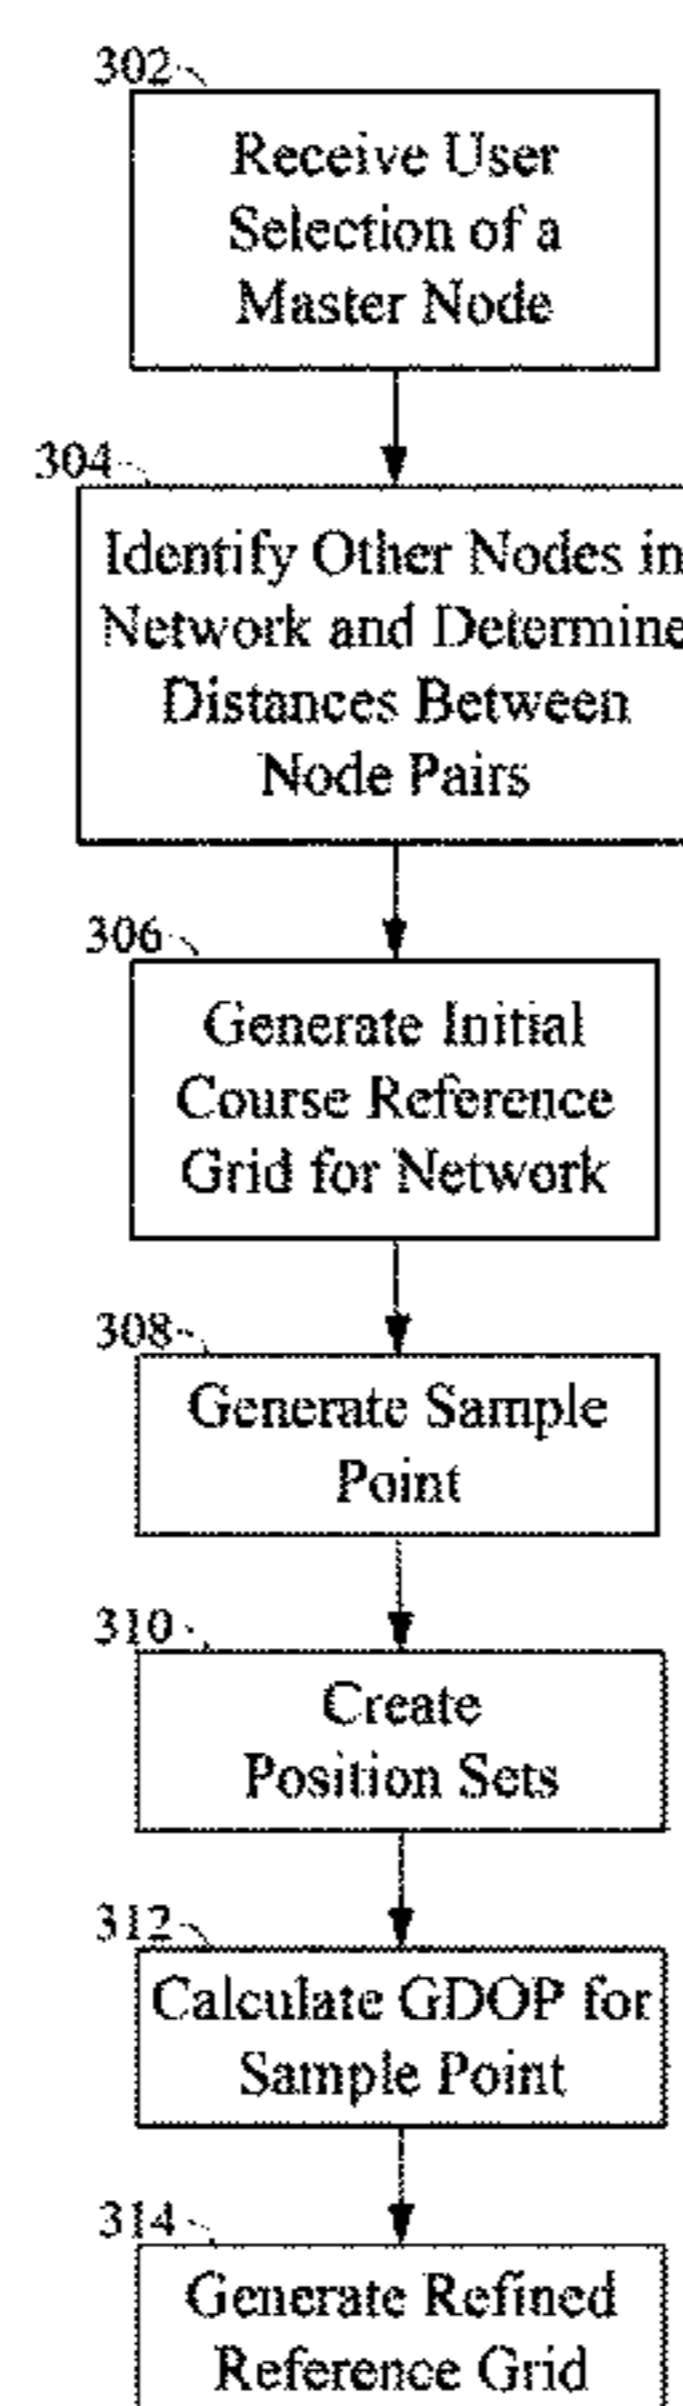 302
Receive User
Selection of a
Master Node
304
Identify Other Nodes in
Network and Determine
Distances Between
Node Pairs
306
Generate Initial
Course Reference
Grid for Network
308
Generate Sample
Point
310
Create
Position Sets
312
Calculate GDOP for
Sample Point
314
Generate Refined
Reference Grid